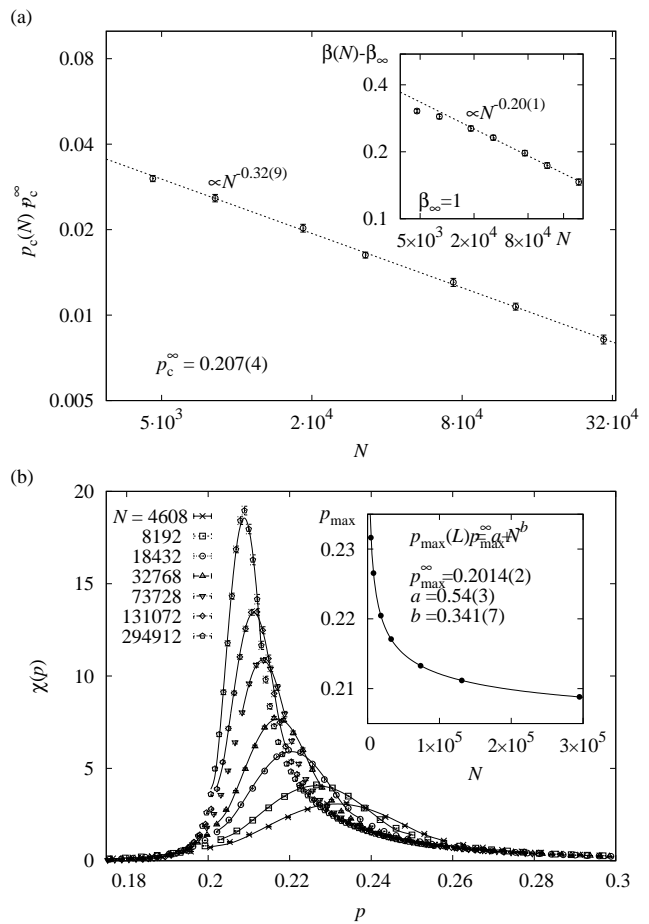 (a)
0.08
0.04
0.02
0.01
0.005
p_c(N) p_c^∞
5·10^3
2·10^4
8·10^4
32·10^4
N
∝N^-0.32(9)
p_c^∞ = 0.207(4)
β(N)-β_∞
0.4
0.2
0.1
∝N^-0.20(1)
β_∞=1
5·10^3
2·10^4
8·10^4
N
(b)
20
15
10
5
0
χ(p)
N = 4608
8192
18432
32768
73728
131072
294912
0.18
0.2
0.22
0.24
0.26
0.28
0.3
p
p_max
0.23
0.22
0.21
p_max^∞=0.2014(2)
a=0.54(3)
b=0.341(7)
0
1×10^5
2×10^5
3×10^5
N